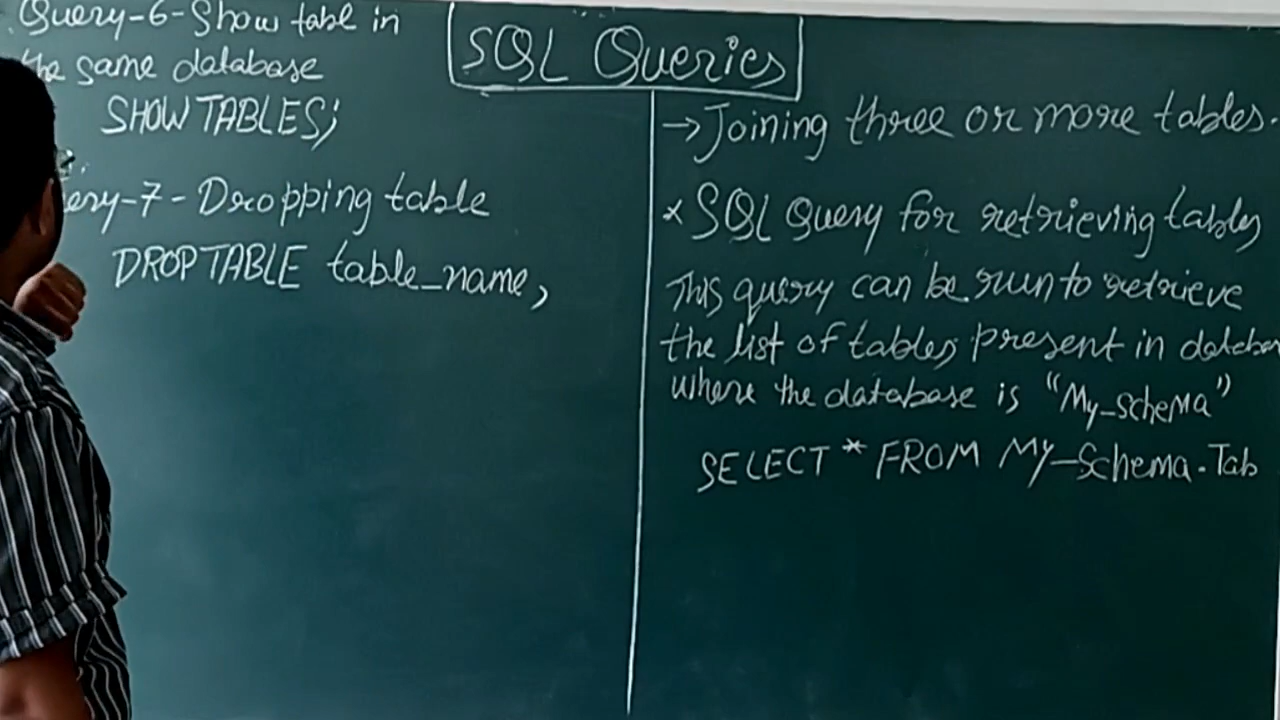 SQL Queries
Query-6-Show table in
the same database
SHOW TABLES;
ery-7-Dropping table
DROPTABLE table_name,
→ Joining three or more tables.
* SQL Query for retrieving tables
This query can be run to retrieve
the list of tables present in databas
where the database is "My_schema"
SELECT * FROM My_Schema.Tab